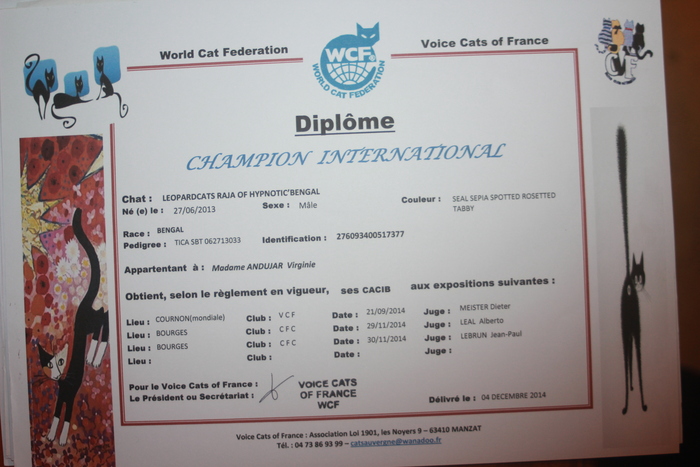 World Cat Federation
Voice Cats of France
WCF
WORLD CAT FEDERATION
Diplôme
CHAMPION INTERNATIONAL
Chat : LEOPARDCATS RAJA OF HYPNOTIC'BENGAL
Né (e) le : 27/06/2013 Sexe : Mâle Couleur : SEAL SEPIA SPOTTED ROSETTED
TABBY
Race : BENGAL
Pedigree : TICA SBT 062713033 Identification : 276093400517377
Appartenant à : Madame ANDUJAR Virginie
Obtient, selon le règlement en vigueur, ses CACIB aux expositions suivantes :
Lieu : COURNON(mondiale) Club : V C F Date : 21/09/2014 Juge : MEISTER Dieter
Lieu : BOURGES Club : C F C Date : 29/11/2014 Juge : LEAL Alberto
Lieu : BOURGES Club : C F C Date : 30/11/2014 Juge : LEBRUN Jean-Paul
Lieu : Club : Date : Juge :
Pour le Voice Cats of France :
Le Président ou Secrétariat :
VOICE CATS
OF FRANCE
WCF
Délivré le : 04 DECEMBRE 2014
Voice Cats of France : Association Loi 1901, les Noyers 9 – 63410 MANZAT
Tél. : 04 73 86 93 99 – catsauvergne@wanadoo.fr